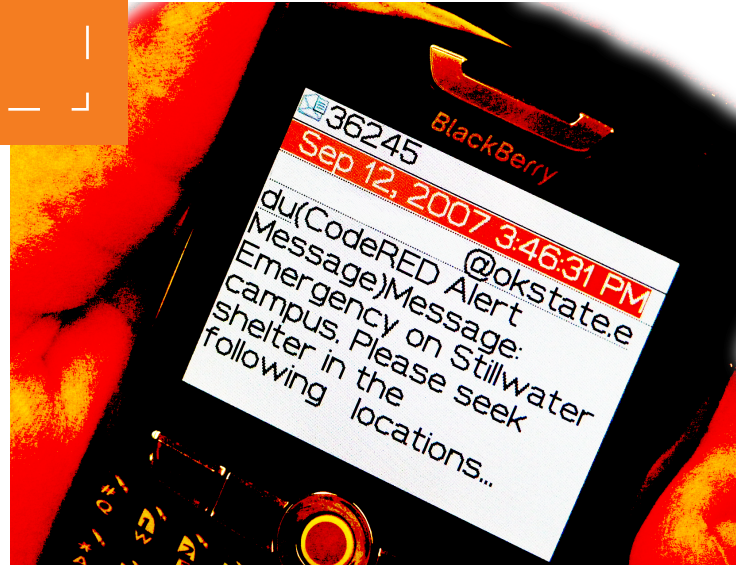 BlackBerry
36245
Sep 12, 2007 3:46:31 PM
@okstate.e
du(CodeRED Alert
Message)Message:
Emergency on Stillwater
campus. Please seek
shelter in the
following locations...